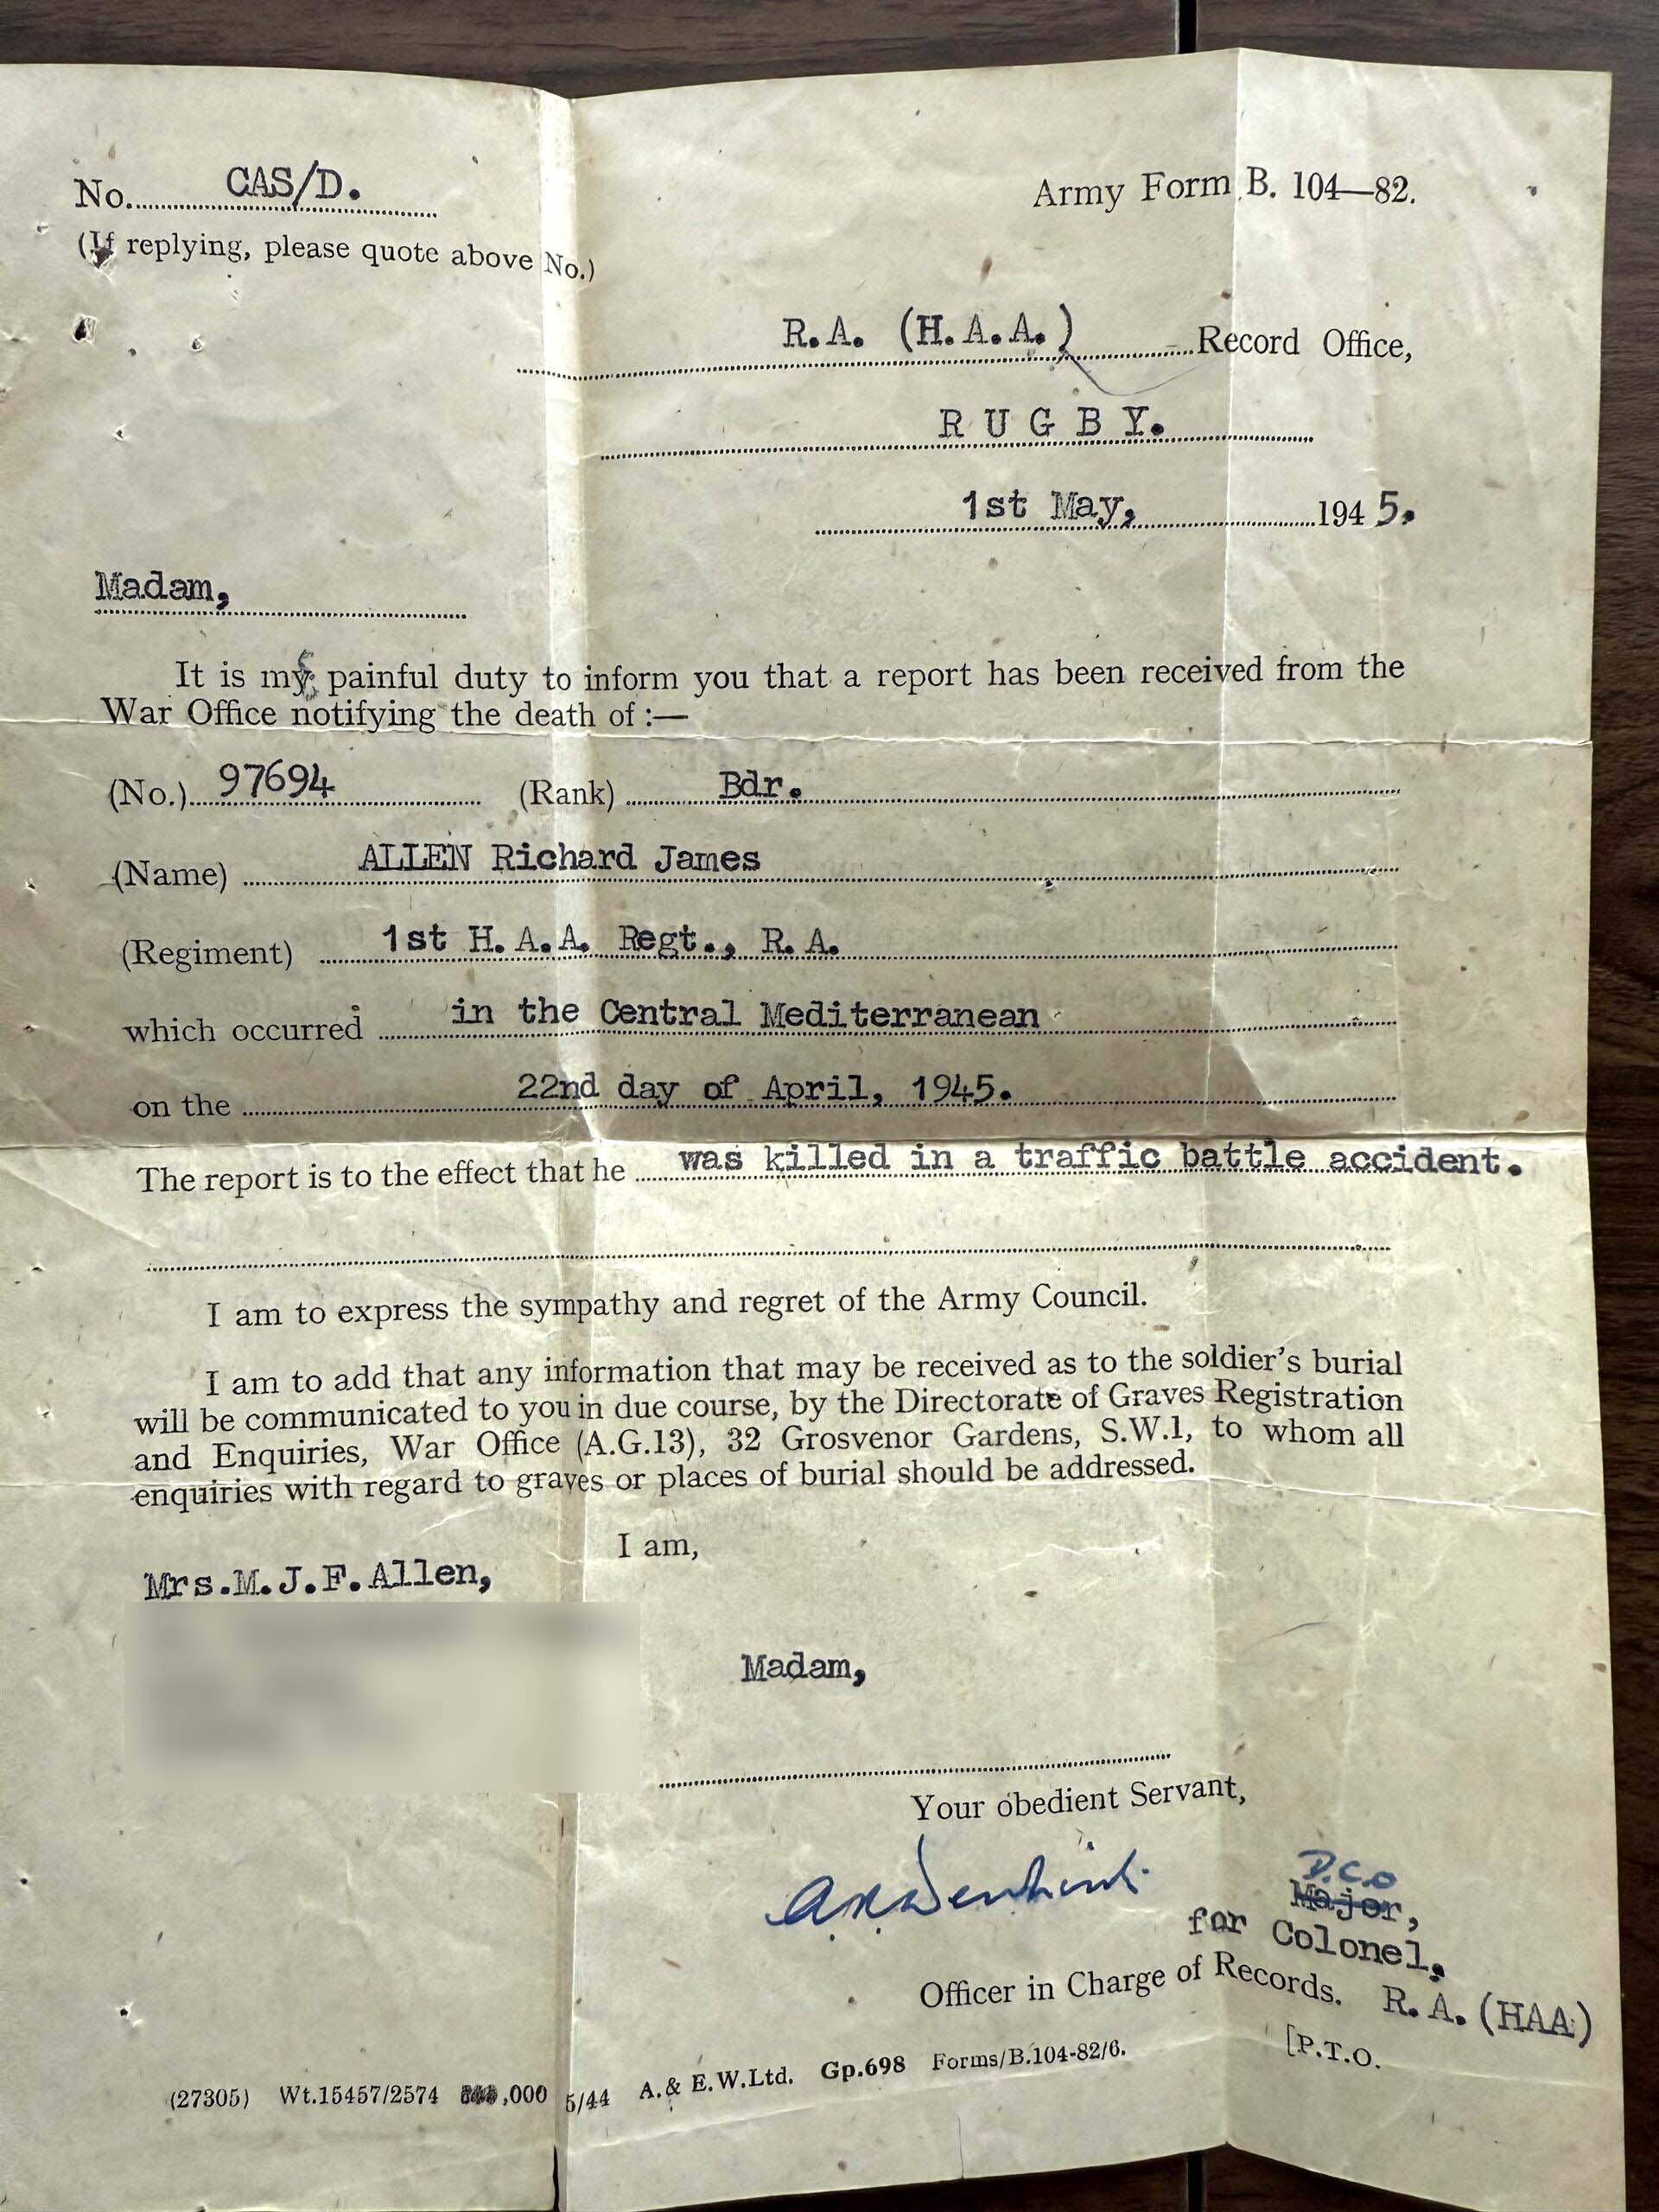 No. CAS/D.
Army Form B. 104—82.
(If replying, please quote above No.)
R.A. (H.A.A.) Record Office,
R U G B Y.
1st May, 1945.
Madam,
It is my painful duty to inform you that a report has been received from the
War Office notifying the death of :—
(No.) 97694 (Rank) Bdr.
(Name) ALLEN Richard James
(Regiment) 1st H.A.A. Regt., R.A.
which occurred in the Central Mediterranean
on the 22nd day of April, 1945.
The report is to the effect that he was killed in a traffic battle accident.
I am to express the sympathy and regret of the Army Council.
I am to add that any information that may be received as to the soldier's burial
will be communicated to you in due course, by the Directorate of Graves Registration
and Enquiries, War Office (A.G.13), 32 Grosvenor Gardens, S.W.1, to whom all
enquiries with regard to graves or places of burial should be addressed.
I am,
Mrs.M.J.F.Allen,
Madam,
Your obedient Servant,
D.C.O
Major,
for Colonel,
Officer in Charge of Records. R.A.(HAA)
[P.T.O.
(27305) Wt.15457/2574 ,000 5/44 A.& E.W.Ltd. Gp.698 Forms/B.104-82/6.